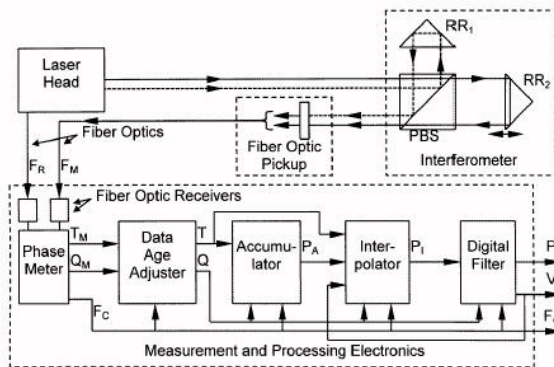 RR1
Laser
Head
RR2
PBS
Fiber Optics
Fiber Optic
Pickup
Interferometer
FR
FM
Fiber Optic Receivers
Phase
Meter
TM
QM
FC
Data
Age
Adjuster
T
Q
Accumu-
lator
PA
Inter-
polator
PI
Digital
Filter
P
V
Measurement and Processing Electronics